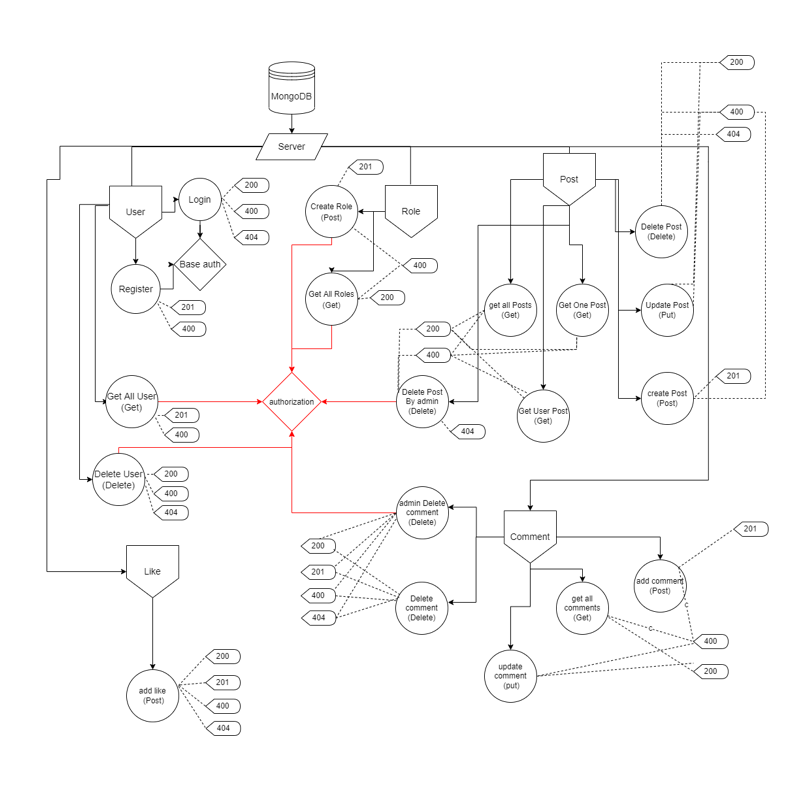 200
MongoDB
400
404
Server
201
Post
200
Login
Create Role
(Post)
Role
User
400
Delete Post
(Delete)
404
Base auth
400
Register
Get All Roles
(Get)
200
get all Posts
(Get)
Get One Post
(Get)
Update Post
(Put)
201
400
200
400
201
Get All User
(Get)
authorization
Delete Post
By admin
(Delete)
create Post
(Post)
Get User Post
(Get)
201
400
404
Delete User
(Delete)
200
400
404
admin Delete
comment
(Delete)
Comment
201
200
Like
201
add comment
(Post)
400
Delete
comment
(Delete)
get all
comments
(Get)
C
404
C
400
200
200
update
comment
(put)
201
add like
(Post)
400
404